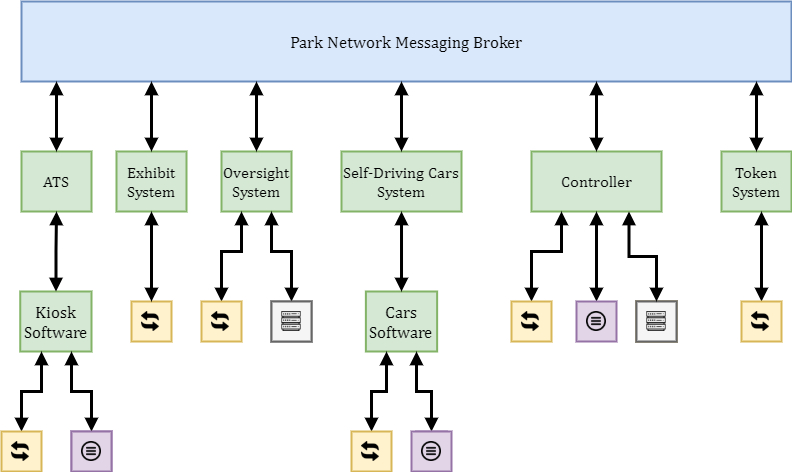 Park Network Messaging Broker
ATS
Exhibit
System
Oversight
System
Self-Driving Cars
System
Controller
Token
System
Kiosk
Software
Cars
Software